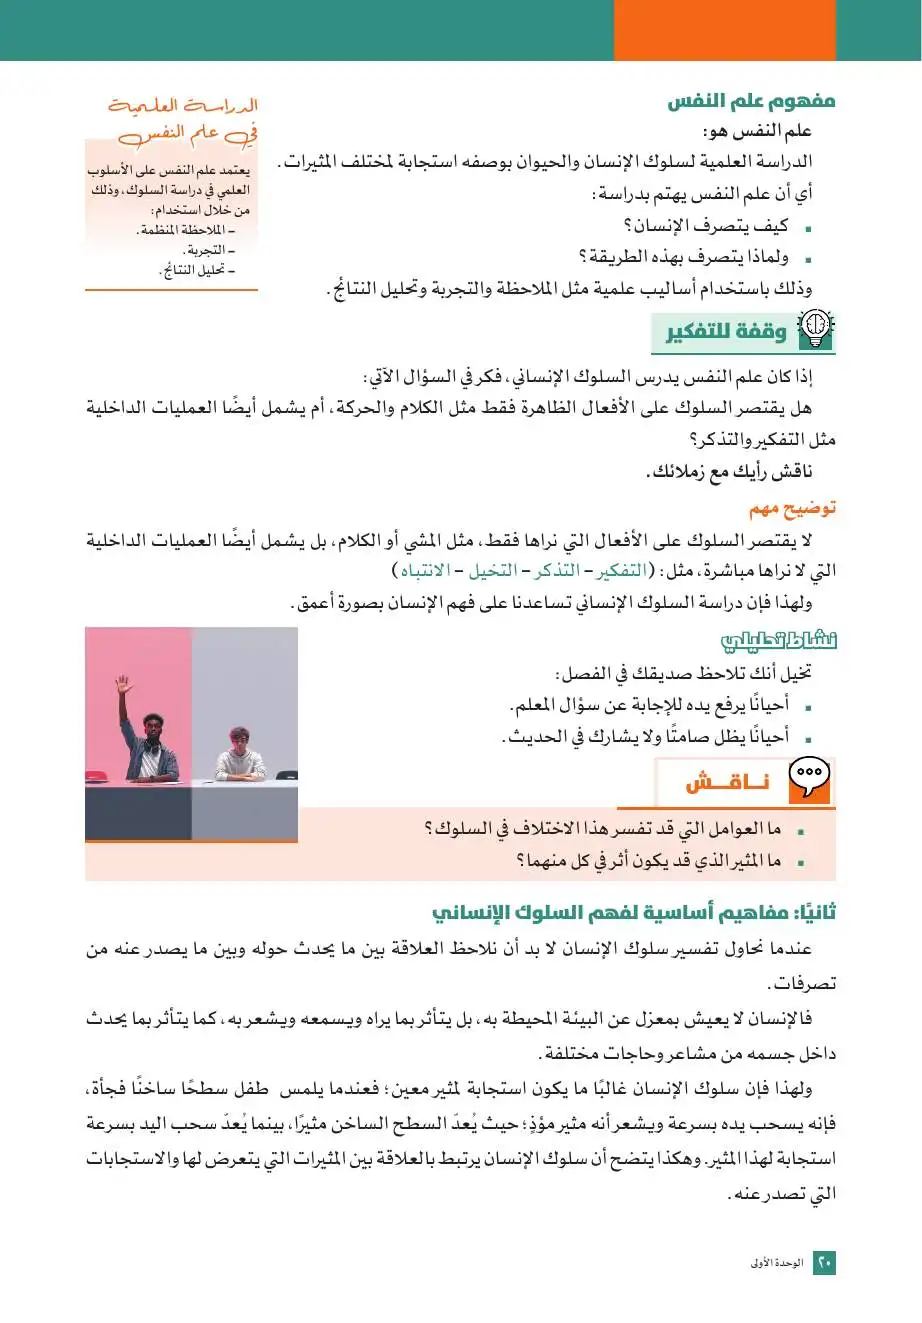 مفهوم علم النفس
علم النفس هو:
الدراسة العلمية لسلوك الإنسان والحيوان بوصفه استجابة لمختلف المثيرات.
أي أن علم النفس يهتم بدراسة:
▪ كيف يتصرف الإنسان؟
▪ ولماذا يتصرف بهذه الطريقة؟
وذلك باستخدام أساليب علمية مثل الملاحظة والتجربة وتحليل النتائج.
الدراسة العلمية
في علم النفس
يعتمد علم النفس على الأسلوب
العلمي في دراسة السلوك، وذلك
من خلال استخدام:
– الملاحظة المنظمة.
– التجربة.
– تحليل النتائج.
وقفة للتفكير
إذا كان علم النفس يدرس السلوك الإنساني، فكر في السؤال الآتي:
هل يقتصر السلوك على الأفعال الظاهرة فقط مثل الكلام والحركة، أم يشمل أيضًا العمليات الداخلية
مثل التفكير والتذكر؟
ناقش رأيك مع زملائك.
توضيح مهم
لا يقتصر السلوك على الأفعال التي نراها فقط، مثل المشي أو الكلام، بل يشمل أيضًا العمليات الداخلية
التي لا نراها مباشرة، مثل: (التفكير – التذكر – التخيل – الانتباه)
ولهذا فإن دراسة السلوك الإنساني تساعدنا على فهم الإنسان بصورة أعمق.
نشاط تحليلي
تخيل أنك تلاحظ صديقك في الفصل:
▪ أحيانًا يرفع يده للإجابة عن سؤال المعلم.
▪ أحيانًا يظل صامتًا ولا يشارك في الحديث.
نــاقــش
▪ ما العوامل التي قد تفسر هذا الاختلاف في السلوك؟
▪ ما المثير الذي قد يكون أثر في كل منهما؟
ثانيًا: مفاهيم أساسية لفهم السلوك الإنساني
عندما نحاول تفسير سلوك الإنسان لا بد أن نلاحظ العلاقة بين ما يحدث حوله وبين ما يصدر عنه من
تصرفات.
فالإنسان لا يعيش بمعزل عن البيئة المحيطة به، بل يتأثر بما يراه ويسمعه ويشعر به، كما يتأثر بما يحدث
داخل جسمه من مشاعر وحاجات مختلفة.
ولهذا فإن سلوك الإنسان غالبًا ما يكون استجابة لمثير معين؛ فعندما يلمس طفل سطحًا ساخنًا فجأة،
فإنه يسحب يده بسرعة ويشعر أنه مثير مؤذٍ؛ حيث يُعدّ السطح الساخن مثيرًا، بينما يُعدّ سحب اليد بسرعة
استجابة لهذا المثير. وهكذا يتضح أن سلوك الإنسان يرتبط بالعلاقة بين المثيرات التي يتعرض لها والاستجابات
التي تصدر عنه.
٢٠ الوحدة الأولى